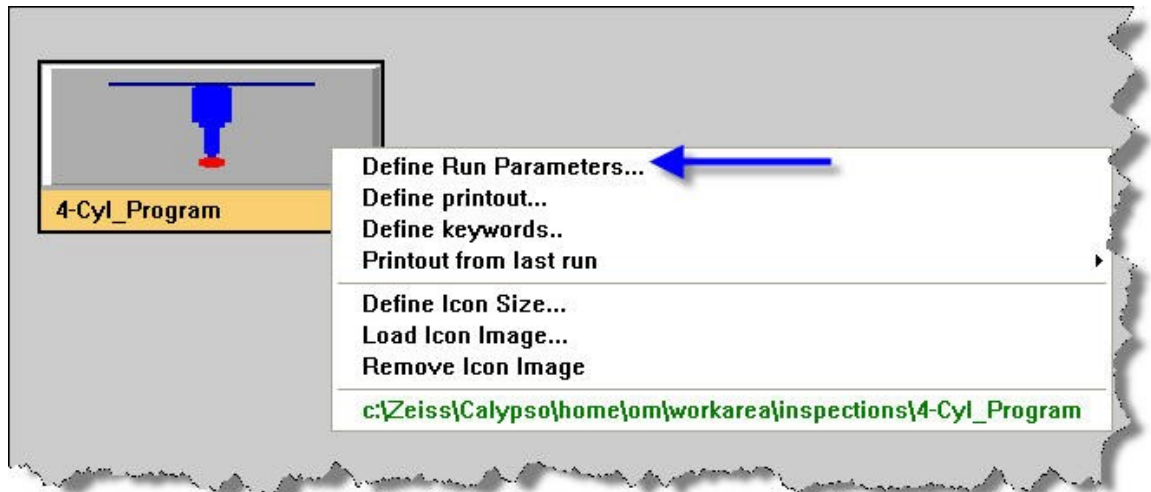 4-Cyl_Program
Define Run Parameters...
Define printout...
Define keywords..
Printout from last run
Define Icon Size...
Load Icon Image...
Remove Icon Image
c:\Zeiss\Calypso\home\om\workarea\inspections\4-Cyl_Program